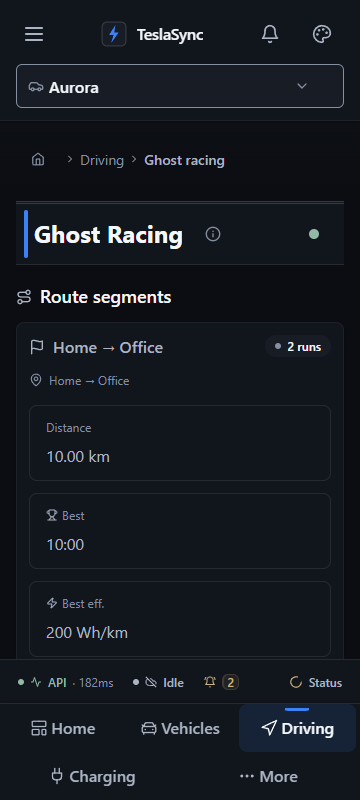 TeslaSync
Aurora
Driving
Ghost racing
Ghost Racing
Route segments
Home → Office
2 runs
Home → Office
Distance
10.00 km
Best
10:00
Best eff.
200 Wh/km
API · 182ms
Idle
2
Status
Home
Vehicles
Driving
Charging
More